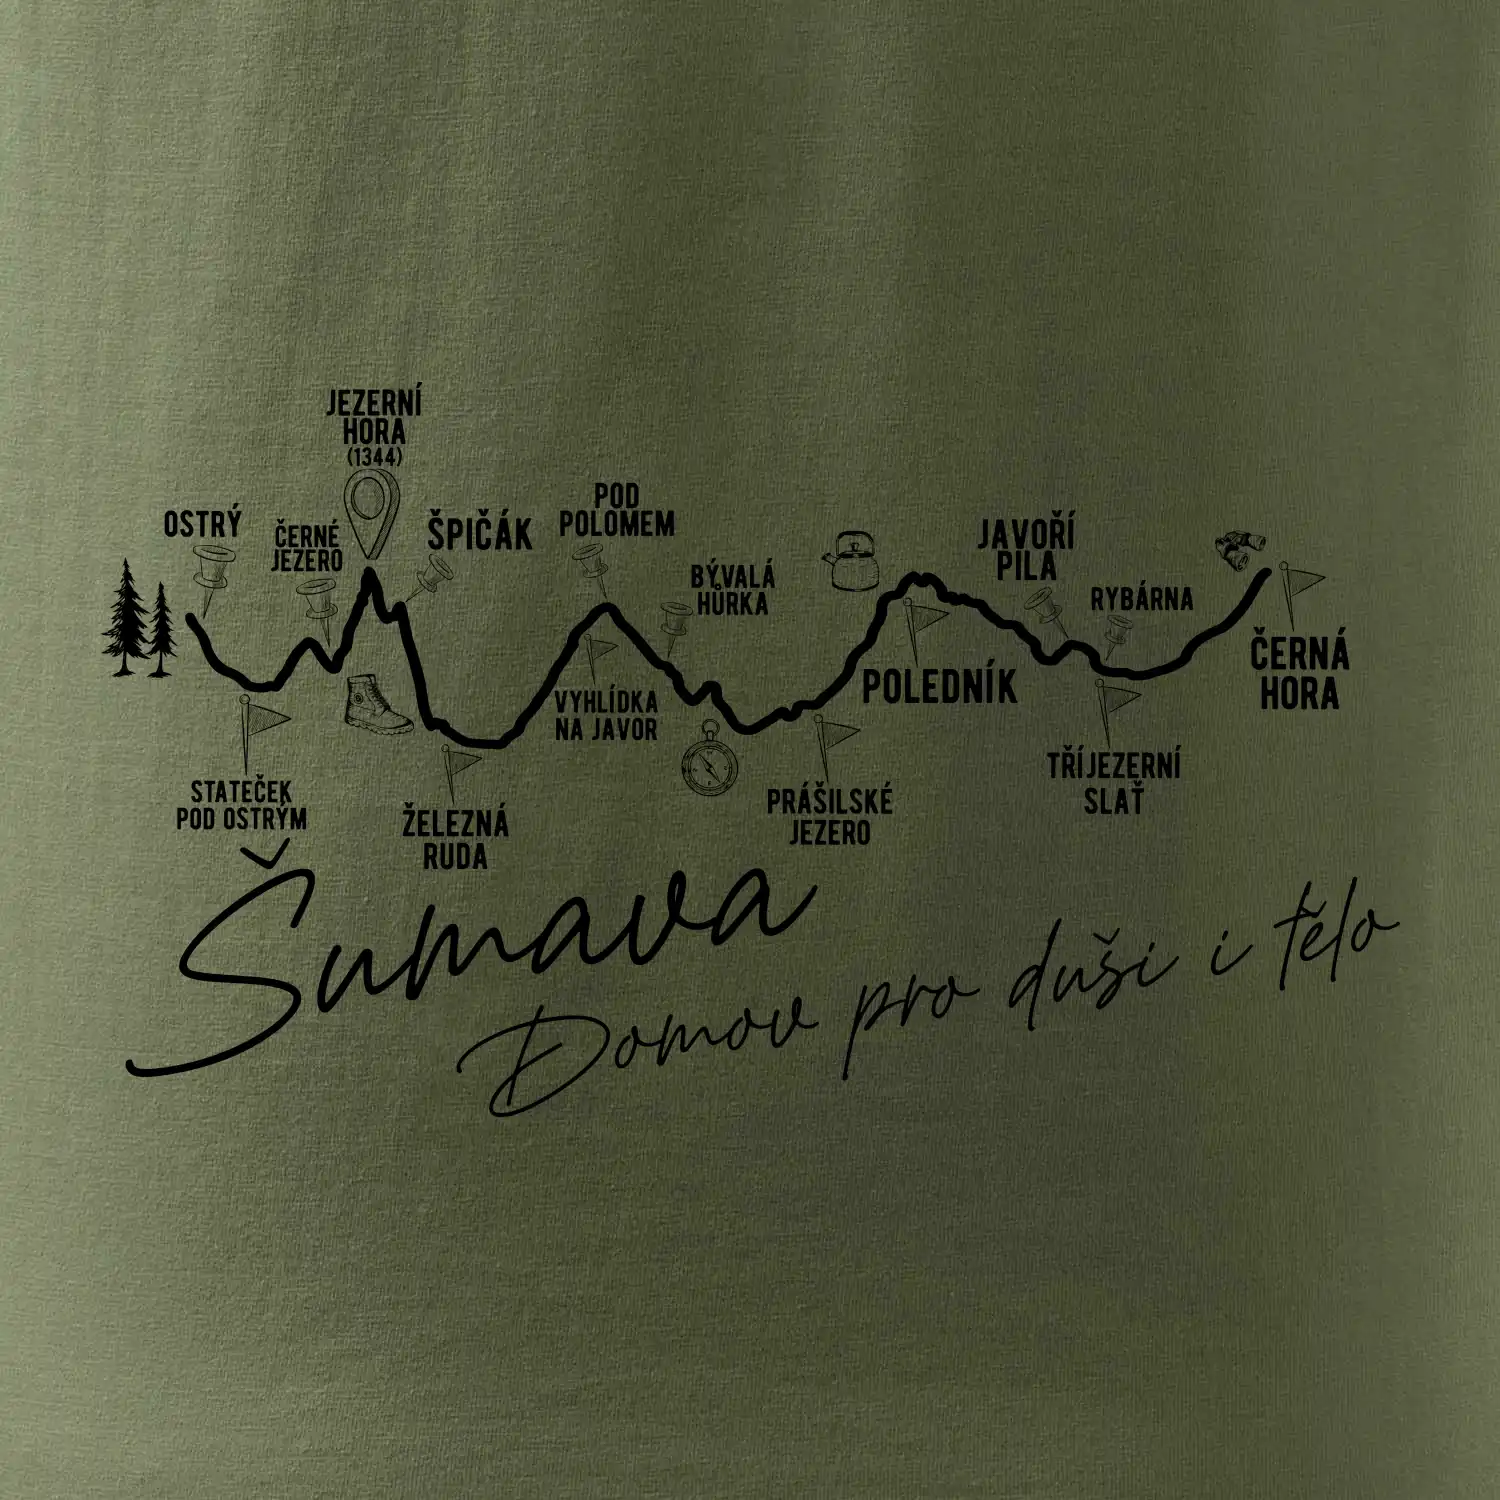 JEZERNÍ
HORA
(1344)
OSTRÝ
ČERNÉ
JEZERO
ŠPIČÁK
POD
POLOMEM
BÝVALÁ
HŮRKA
JAVOŘÍ
PILA
RYBÁRNA
ČERNÁ
HORA
POLEDNÍK
VYHLÍDKA
NA JAVOR
STATEČEK
POD OSTRÝM
ŽELEZNÁ
RUDA
PRÁŠILSKÉ
JEZERO
TŘÍJEZERNÍ
SLAŤ
Šumava
Domov pro duši i tělo